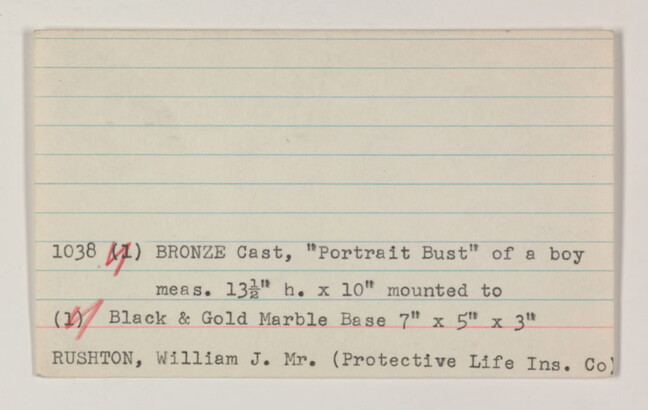 1038 (1) BRONZE Cast, "Portrait Bust" of a boy
meas. 13½" h. x 10" mounted to
(1) Black & Gold Marble Base 7" x 5" x 3"
RUSHTON, William J. Mr. (Protective Life Ins. Co)